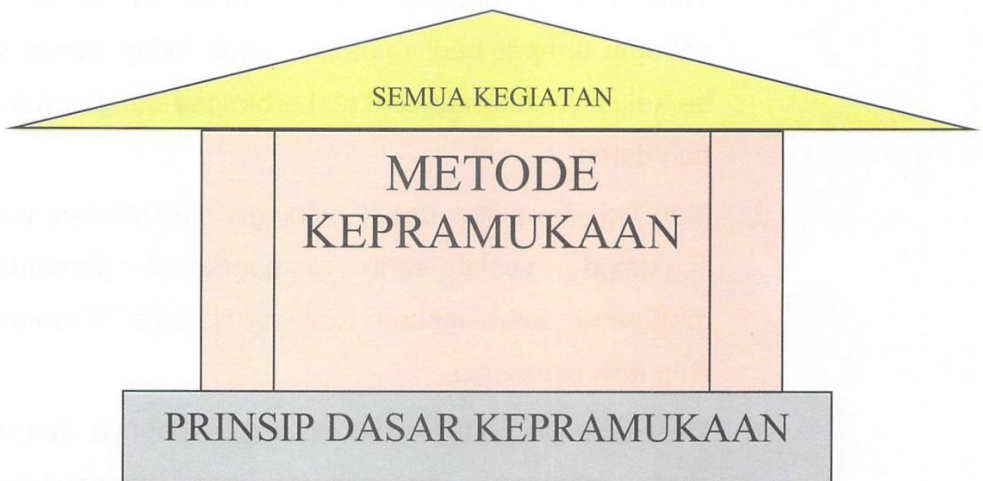 SEMUA KEGIATAN
METODE
KEPRAMUKAAN
PRINSIP DASAR KEPRAMUKAAN